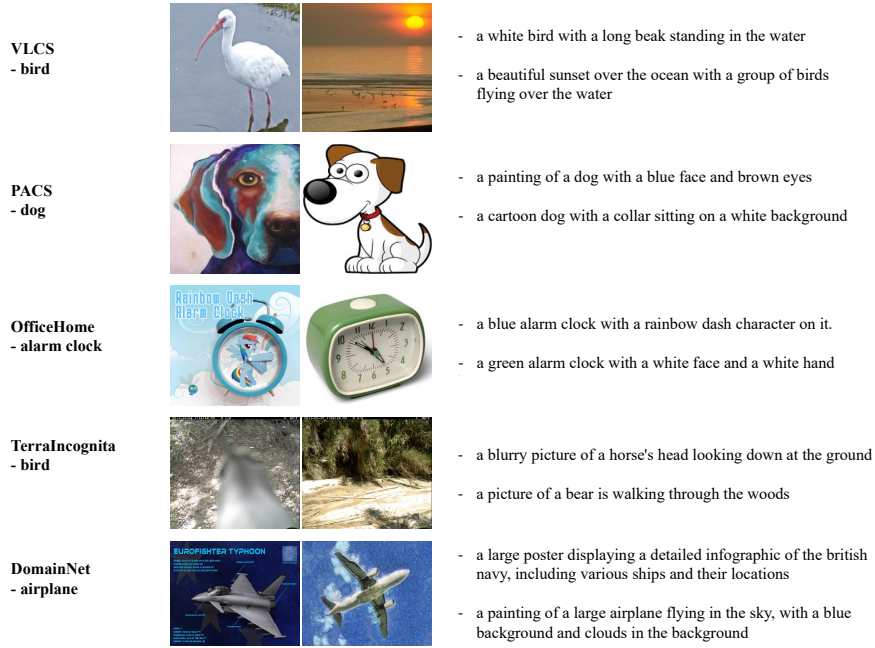 VLCS
- bird
- a white bird with a long beak standing in the water
- a beautiful sunset over the ocean with a group of birds
flying over the water
PACS
- dog
- a painting of a dog with a blue face and brown eyes
- a cartoon dog with a collar sitting on a white background
OfficeHome
- alarm clock
Rainbow Dash
Alarm Clock
- a blue alarm clock with a rainbow dash character on it.
- a green alarm clock with a white face and a white hand
TerraIncognita
- bird
- a blurry picture of a horse's head looking down at the ground
- a picture of a bear is walking through the woods
DomainNet
- airplane
EUROFIGHTER TYPHOON
- a large poster displaying a detailed infographic of the british
navy, including various ships and their locations
- a painting of a large airplane flying in the sky, with a blue
background and clouds in the background